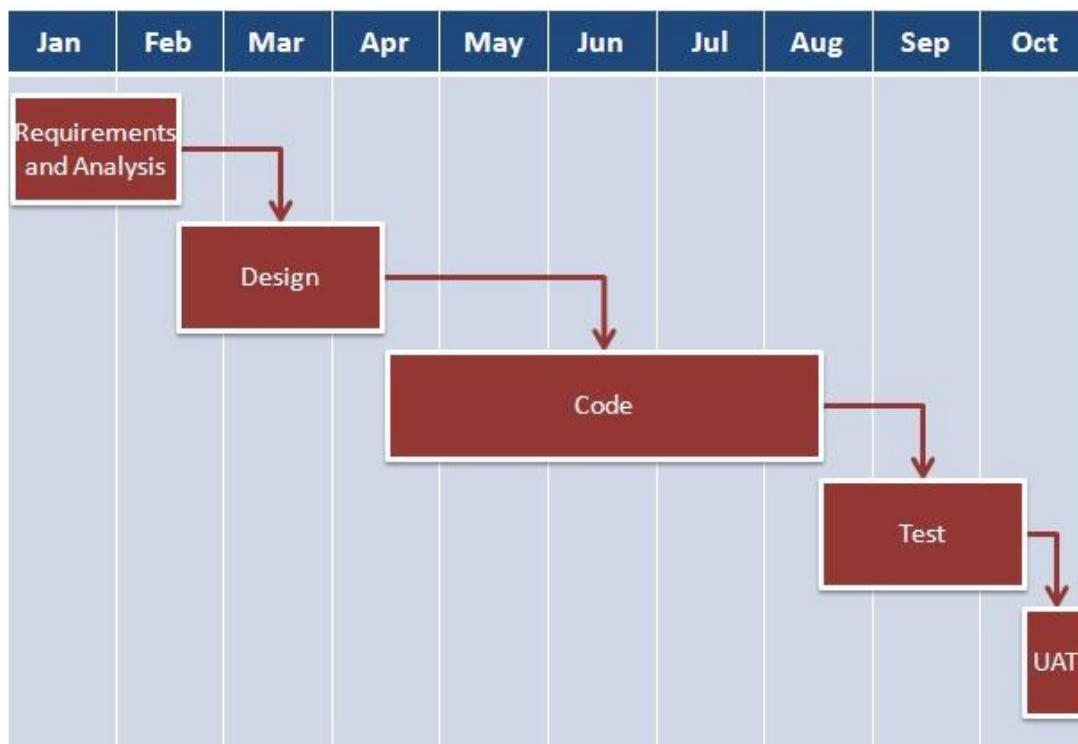 Jan Feb Mar Apr May Jun Jul Aug Sep Oct
Requirements
and Analysis
Design
Code
Test
UAT